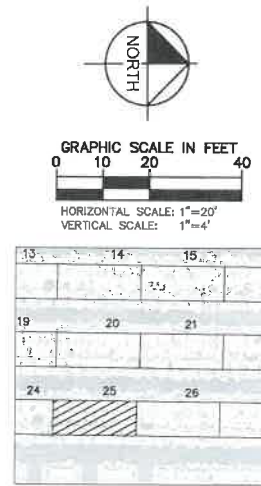 NORTH
GRAPHIC SCALE IN FEET
0 10 20 40
HORIZONTAL SCALE: 1"=20'
VERTICAL SCALE: 1"=4'
13 14 15
19 20 21
24 25 26